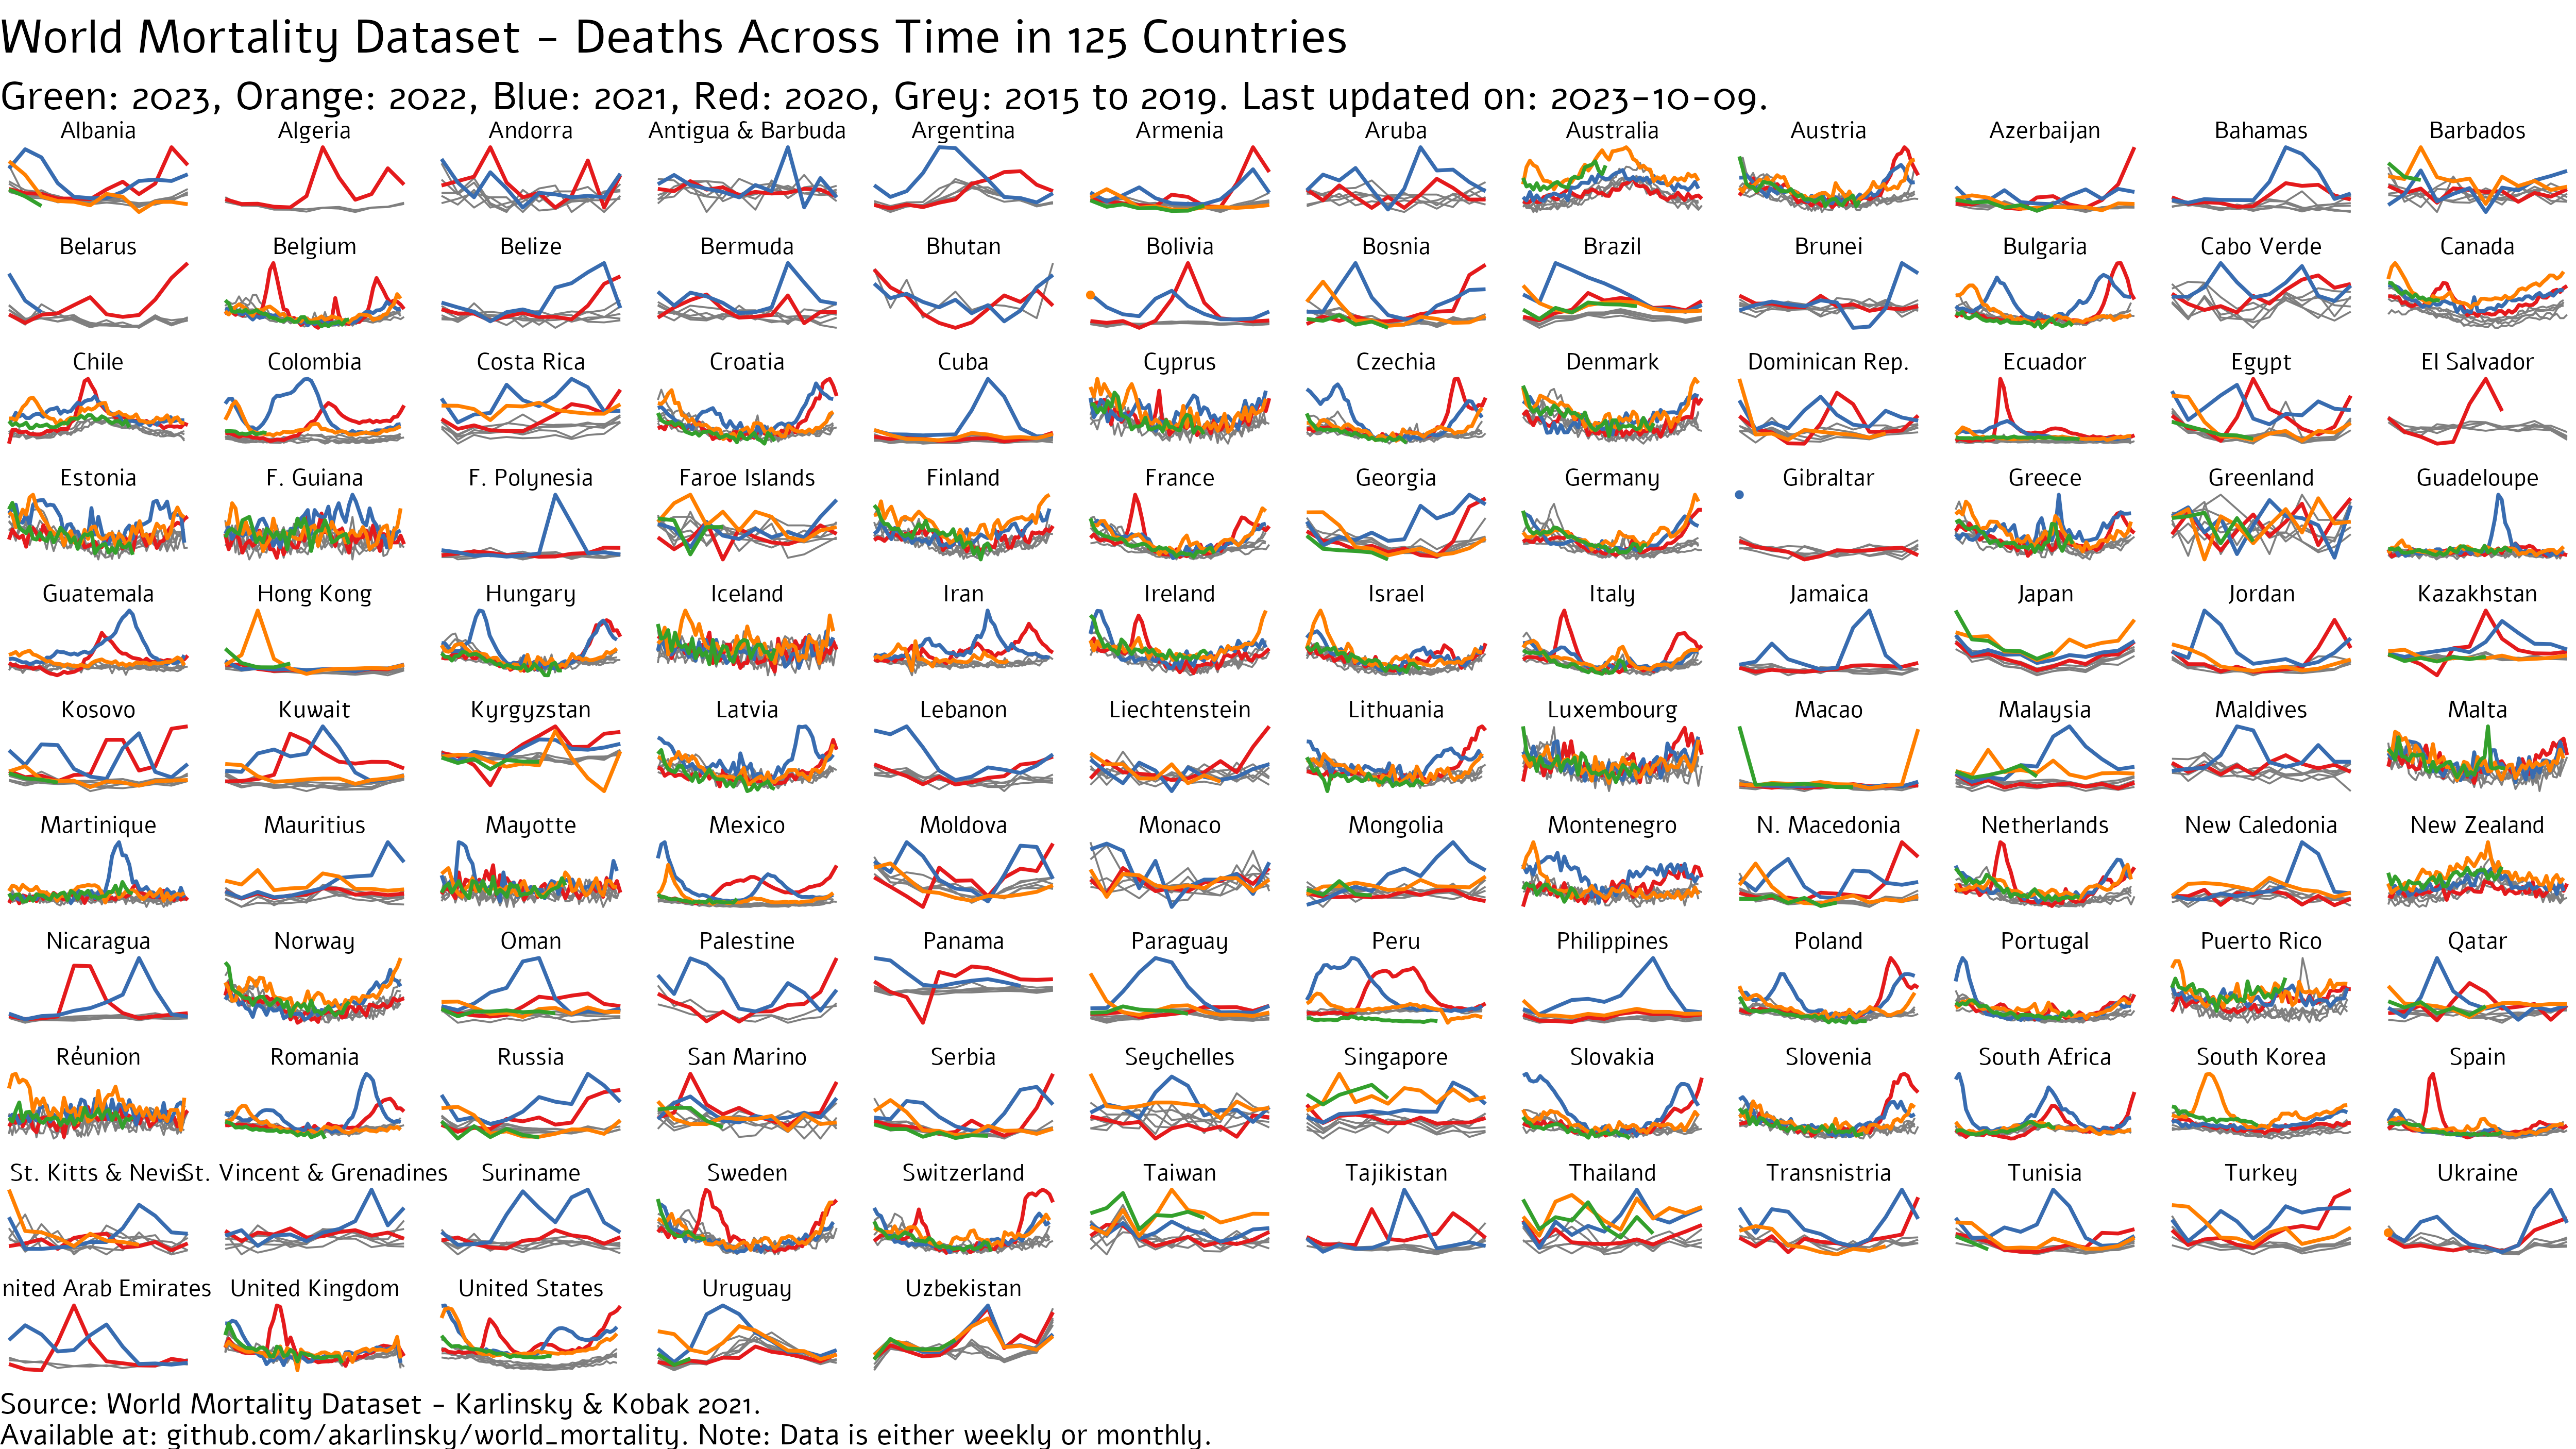 World Mortality Dataset - Deaths Across Time in 125 Countries
Green: 2023, Orange: 2022, Blue: 2021, Red: 2020, Grey: 2015 to 2019. Last updated on: 2023-10-09.
Albania Algeria Andorra Antigua & Barbuda Argentina Armenia Aruba Australia Austria Azerbaijan Bahamas Barbados
Belarus Belgium Belize Bermuda Bhutan Bolivia Bosnia Brazil Brunei Bulgaria Cabo Verde Canada
Chile Colombia Costa Rica Croatia Cuba Cyprus Czechia Denmark Dominican Rep. Ecuador Egypt El Salvador
Estonia F. Guiana F. Polynesia Faroe Islands Finland France Georgia Germany Gibraltar Greece Greenland Guadeloupe
Guatemala Hong Kong Hungary Iceland Iran Ireland Israel Italy Jamaica Japan Jordan Kazakhstan
Kosovo Kuwait Kyrgyzstan Latvia Lebanon Liechtenstein Lithuania Luxembourg Macao Malaysia Maldives Malta
Martinique Mauritius Mayotte Mexico Moldova Monaco Mongolia Montenegro N. Macedonia Netherlands New Caledonia New Zealand
Nicaragua Norway Oman Palestine Panama Paraguay Peru Philippines Poland Portugal Puerto Rico Qatar
Réunion Romania Russia San Marino Serbia Seychelles Singapore Slovakia Slovenia South Africa South Korea Spain
St. Kitts & Nevis St. Vincent & Grenadines Suriname Sweden Switzerland Taiwan Tajikistan Thailand Transnistria Tunisia Turkey Ukraine
nited Arab Emirates United Kingdom United States Uruguay Uzbekistan
Source: World Mortality Dataset - Karlinsky & Kobak 2021.
Available at: github.com/akarlinsky/world_mortality. Note: Data is either weekly or monthly.